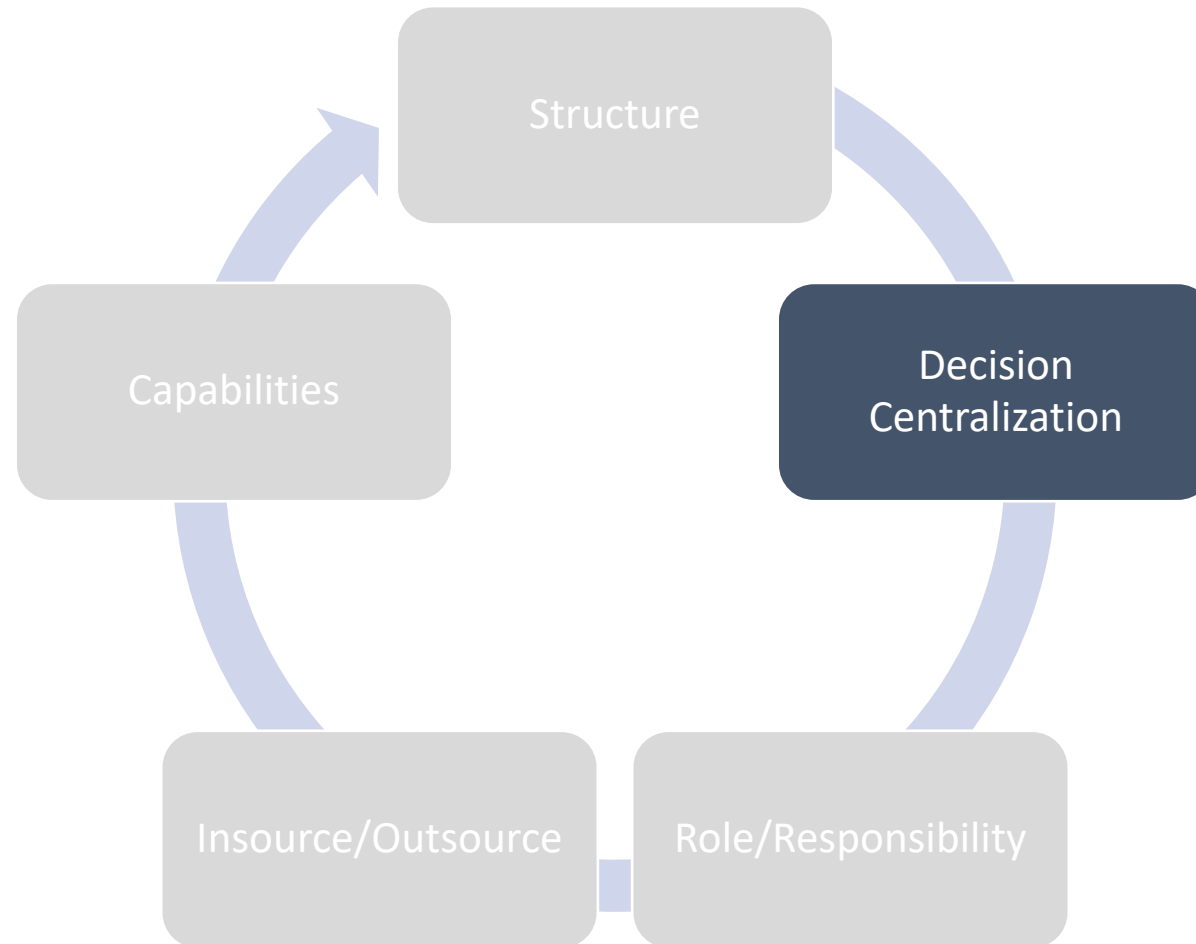 Structure
Decision
Centralization
Capabilities
Insource/Outsource
Role/Responsibility